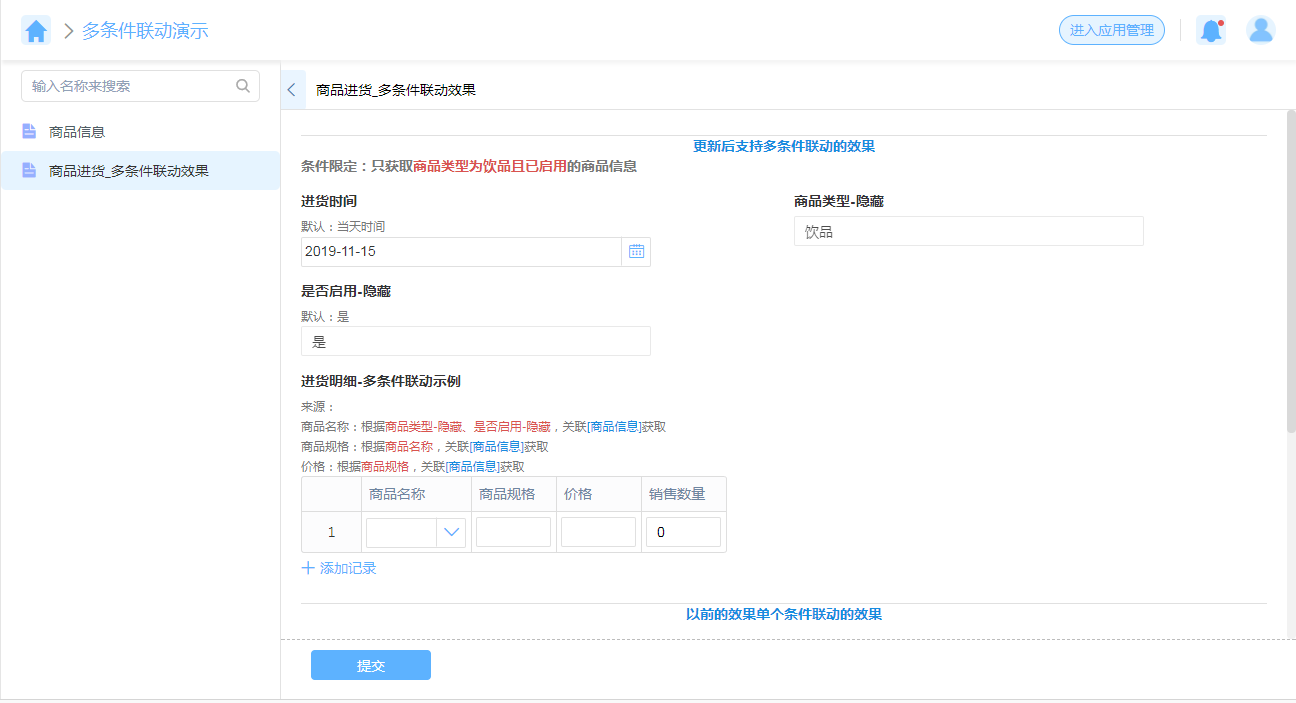 多条件联动演示
进入应用管理
输入名称来搜索
商品信息
商品进货_多条件联动效果
商品进货_多条件联动效果
更新后支持多条件联动的效果
条件限定：只获取商品类型为饮品且已启用的商品信息
进货时间
商品类型-隐藏
默认：当天时间
饮品
2019-11-15
是否启用-隐藏
默认：是
是
进货明细-多条件联动示例
来源：
商品名称：根据商品类型-隐藏、是否启用-隐藏，关联[商品信息]获取
商品规格：根据商品名称，关联[商品信息]获取
价格：根据商品规格，关联[商品信息]获取
商品名称 商品规格 价格 销售数量
1 0
添加记录
以前的效果单个条件联动的效果
提交